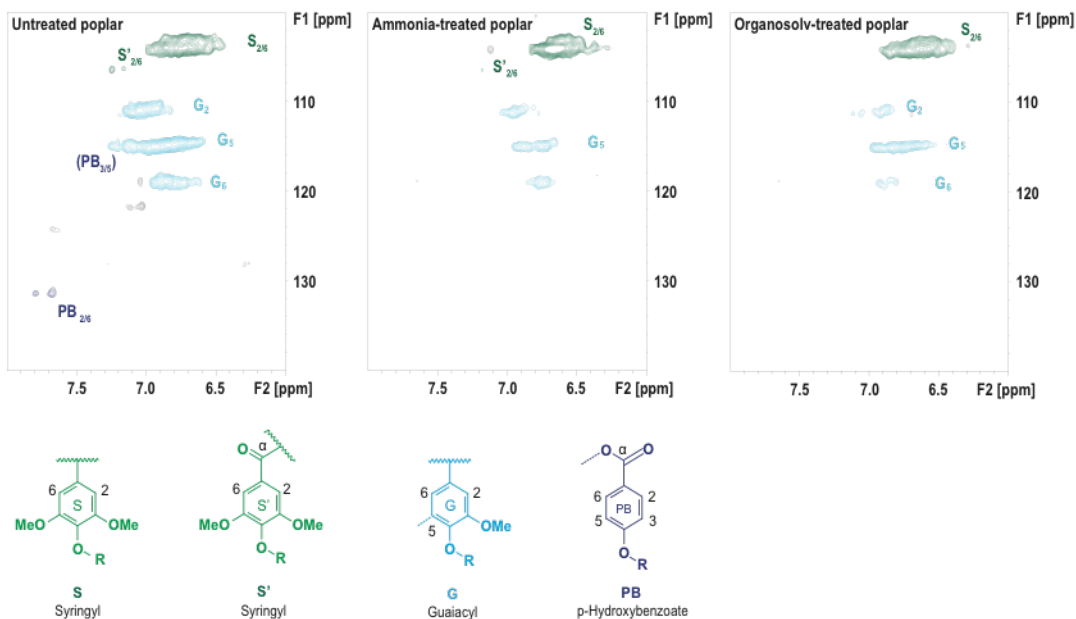 Untreated poplar
S'2/6
S2/6
G2
(PB3/5)
G5
G6
PB 2/6
F1 [ppm]
110
120
130
7.5 7.0 6.5 F2 [ppm]
Ammonia-treated poplar
S2/6
S'2/6
G5
F1 [ppm]
110
120
130
7.5 7.0 6.5 F2 [ppm]
Organosolv-treated poplar
S2/6
G2
G5
G6
F1 [ppm]
110
120
130
7.5 7.0 6.5 F2 [ppm]
6 2
S
MeO OMe
O
R
S
Syringyl
O α
6 2
S'
MeO OMe
O
R
S'
Syringyl
6 2
G
5 OMe
O
R
G
Guaiacyl
O α O
6 2
PB
5 3
O
R
PB
p-Hydroxybenzoate